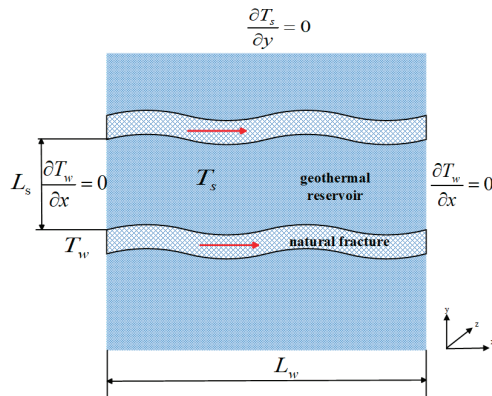 ∂T_s/∂y = 0
L_s
∂T_w/∂x = 0
T_s
geothermal
reservoir
∂T_w/∂x = 0
T_w
natural fracture
y
z
x
L_w